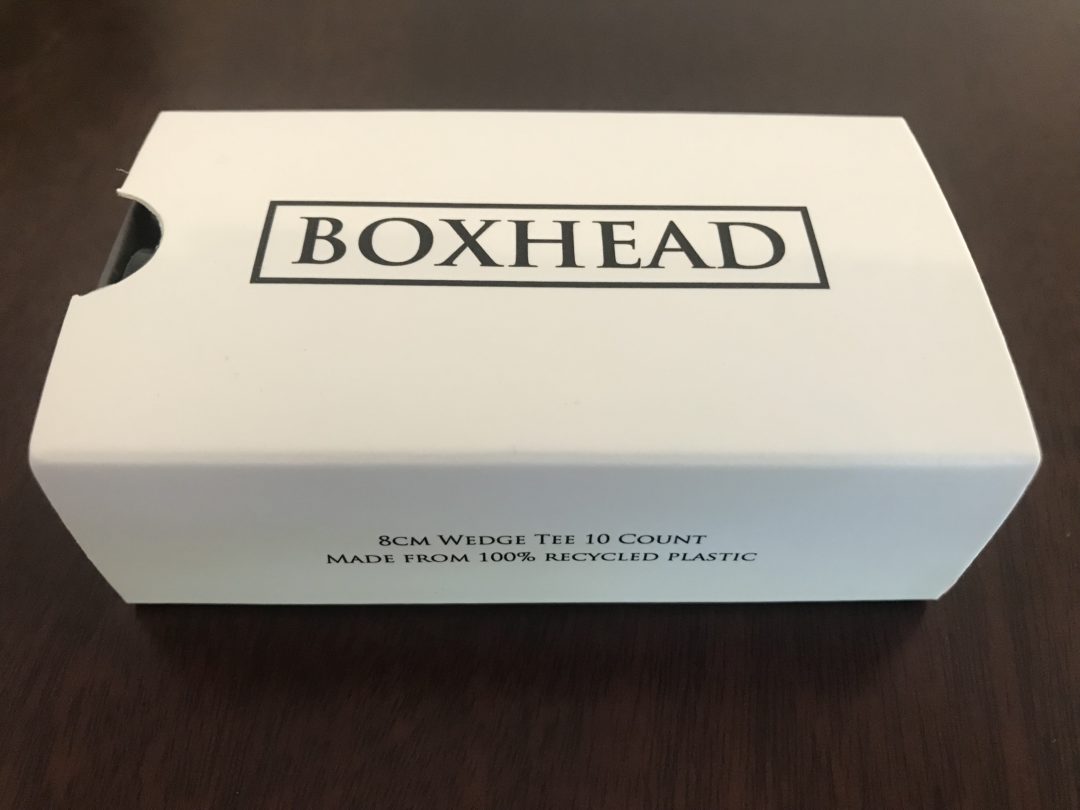 BOXHEAD
8cm Wedge Tee 10 Count
Made from 100% recycled plastic